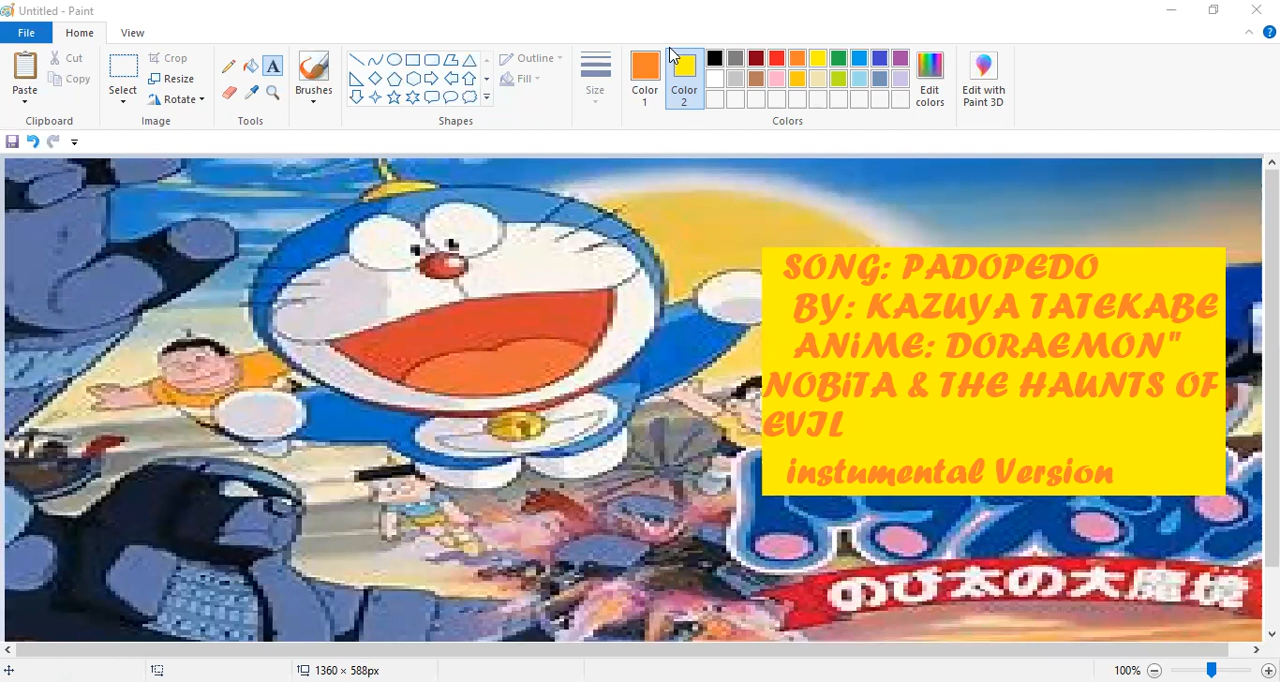 Untitled - Paint
File Home View
Paste
Cut
Copy
Clipboard
Select
Crop
Resize
Rotate
Image
A
Tools
Brushes
Outline
Fill
Shapes
Size
Color 1
Color 2
Colors
Edit colors
Edit with Paint 3D
SONG: PADOPEDO
BY: KAZUYA TATEKABE
ANiME: DORAEMON"
NOBiTA & THE HAUNTS OF
EVIL
instumental Version
のび太の大魔境
1360 × 588px
100%